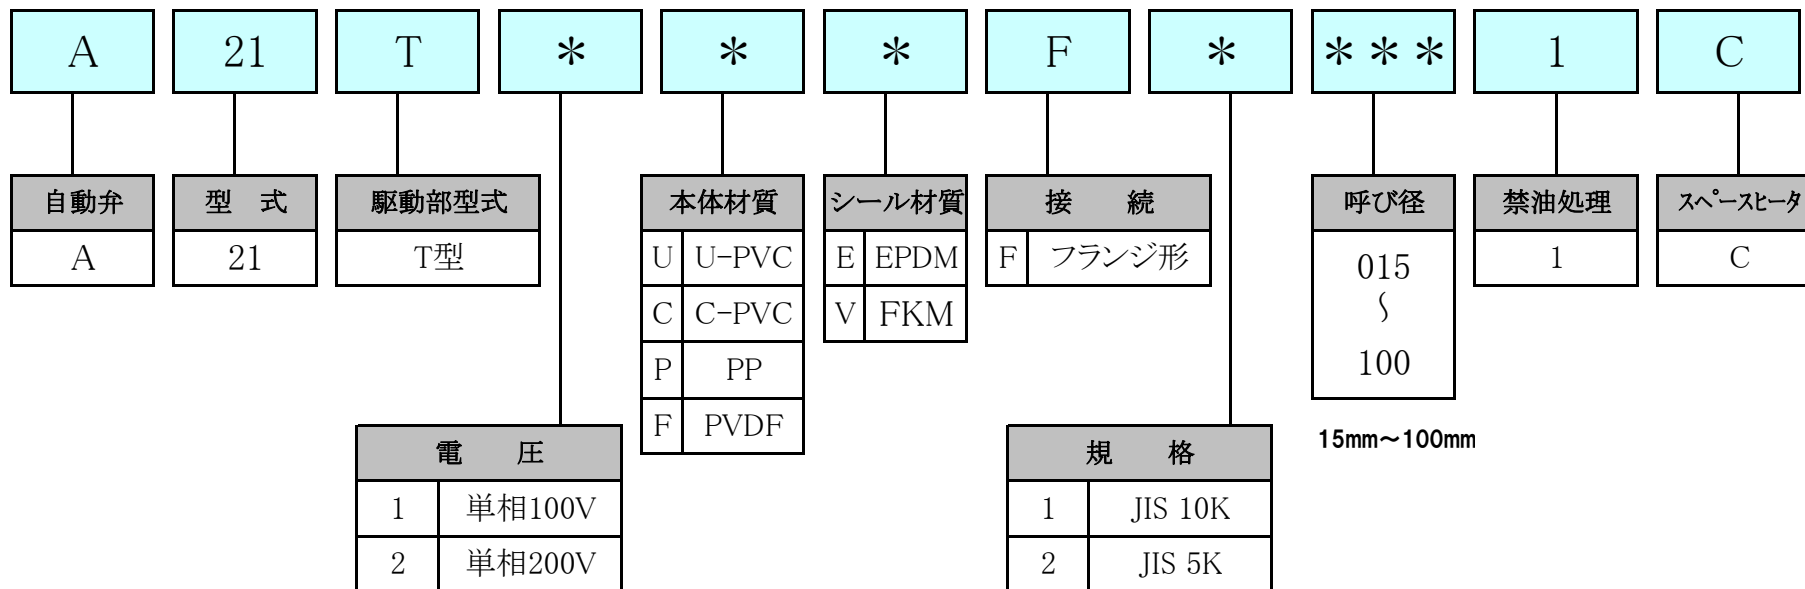 A 21 T * * * F * *** 1 C
自動弁 型 式 駆動部型式 本体材質 シール材質 接 続 呼び径 禁油処理 スペースヒータ
A 21 T型 U U-PVC E EPDM F フランジ形 015 1 C
C C-PVC V FKM ~
P PP 100
F PVDF
15mm~100mm
電 圧 規 格
1 単相100V 1 JIS 10K
2 単相200V 2 JIS 5K